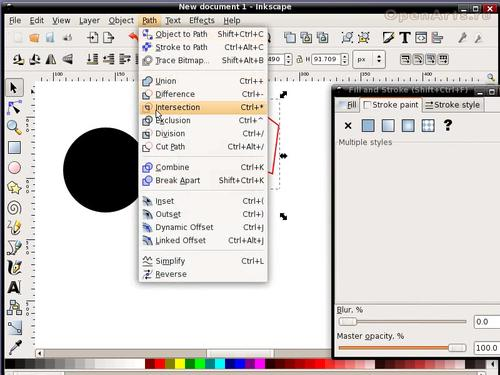 New document 1 - Inkscape
OpenArts.ru
File Edit View Layer Object Path Text Effects Help
Object to Path Shift+Ctrl+C
Stroke to Path Ctrl+Alt+C
Trace Bitmap... Shift+Alt+B
H 91.709 px
Union Ctrl++
Difference Ctrl+-
Intersection Ctrl+*
Exclusion Ctrl+^
Division Ctrl+/
Cut Path Ctrl+Alt+/
Combine Ctrl+K
Break Apart Shift+Ctrl+K
Inset Ctrl+(
Outset Ctrl+)
Dynamic Offset Ctrl+J
Linked Offset Ctrl+Alt+J
Simplify Ctrl+L
Reverse
Fill and Stroke (Shift+Ctrl+F)
Fill Stroke paint Stroke style
?
Multiple styles
Blur, %
0.0
Master opacity, %
100.0